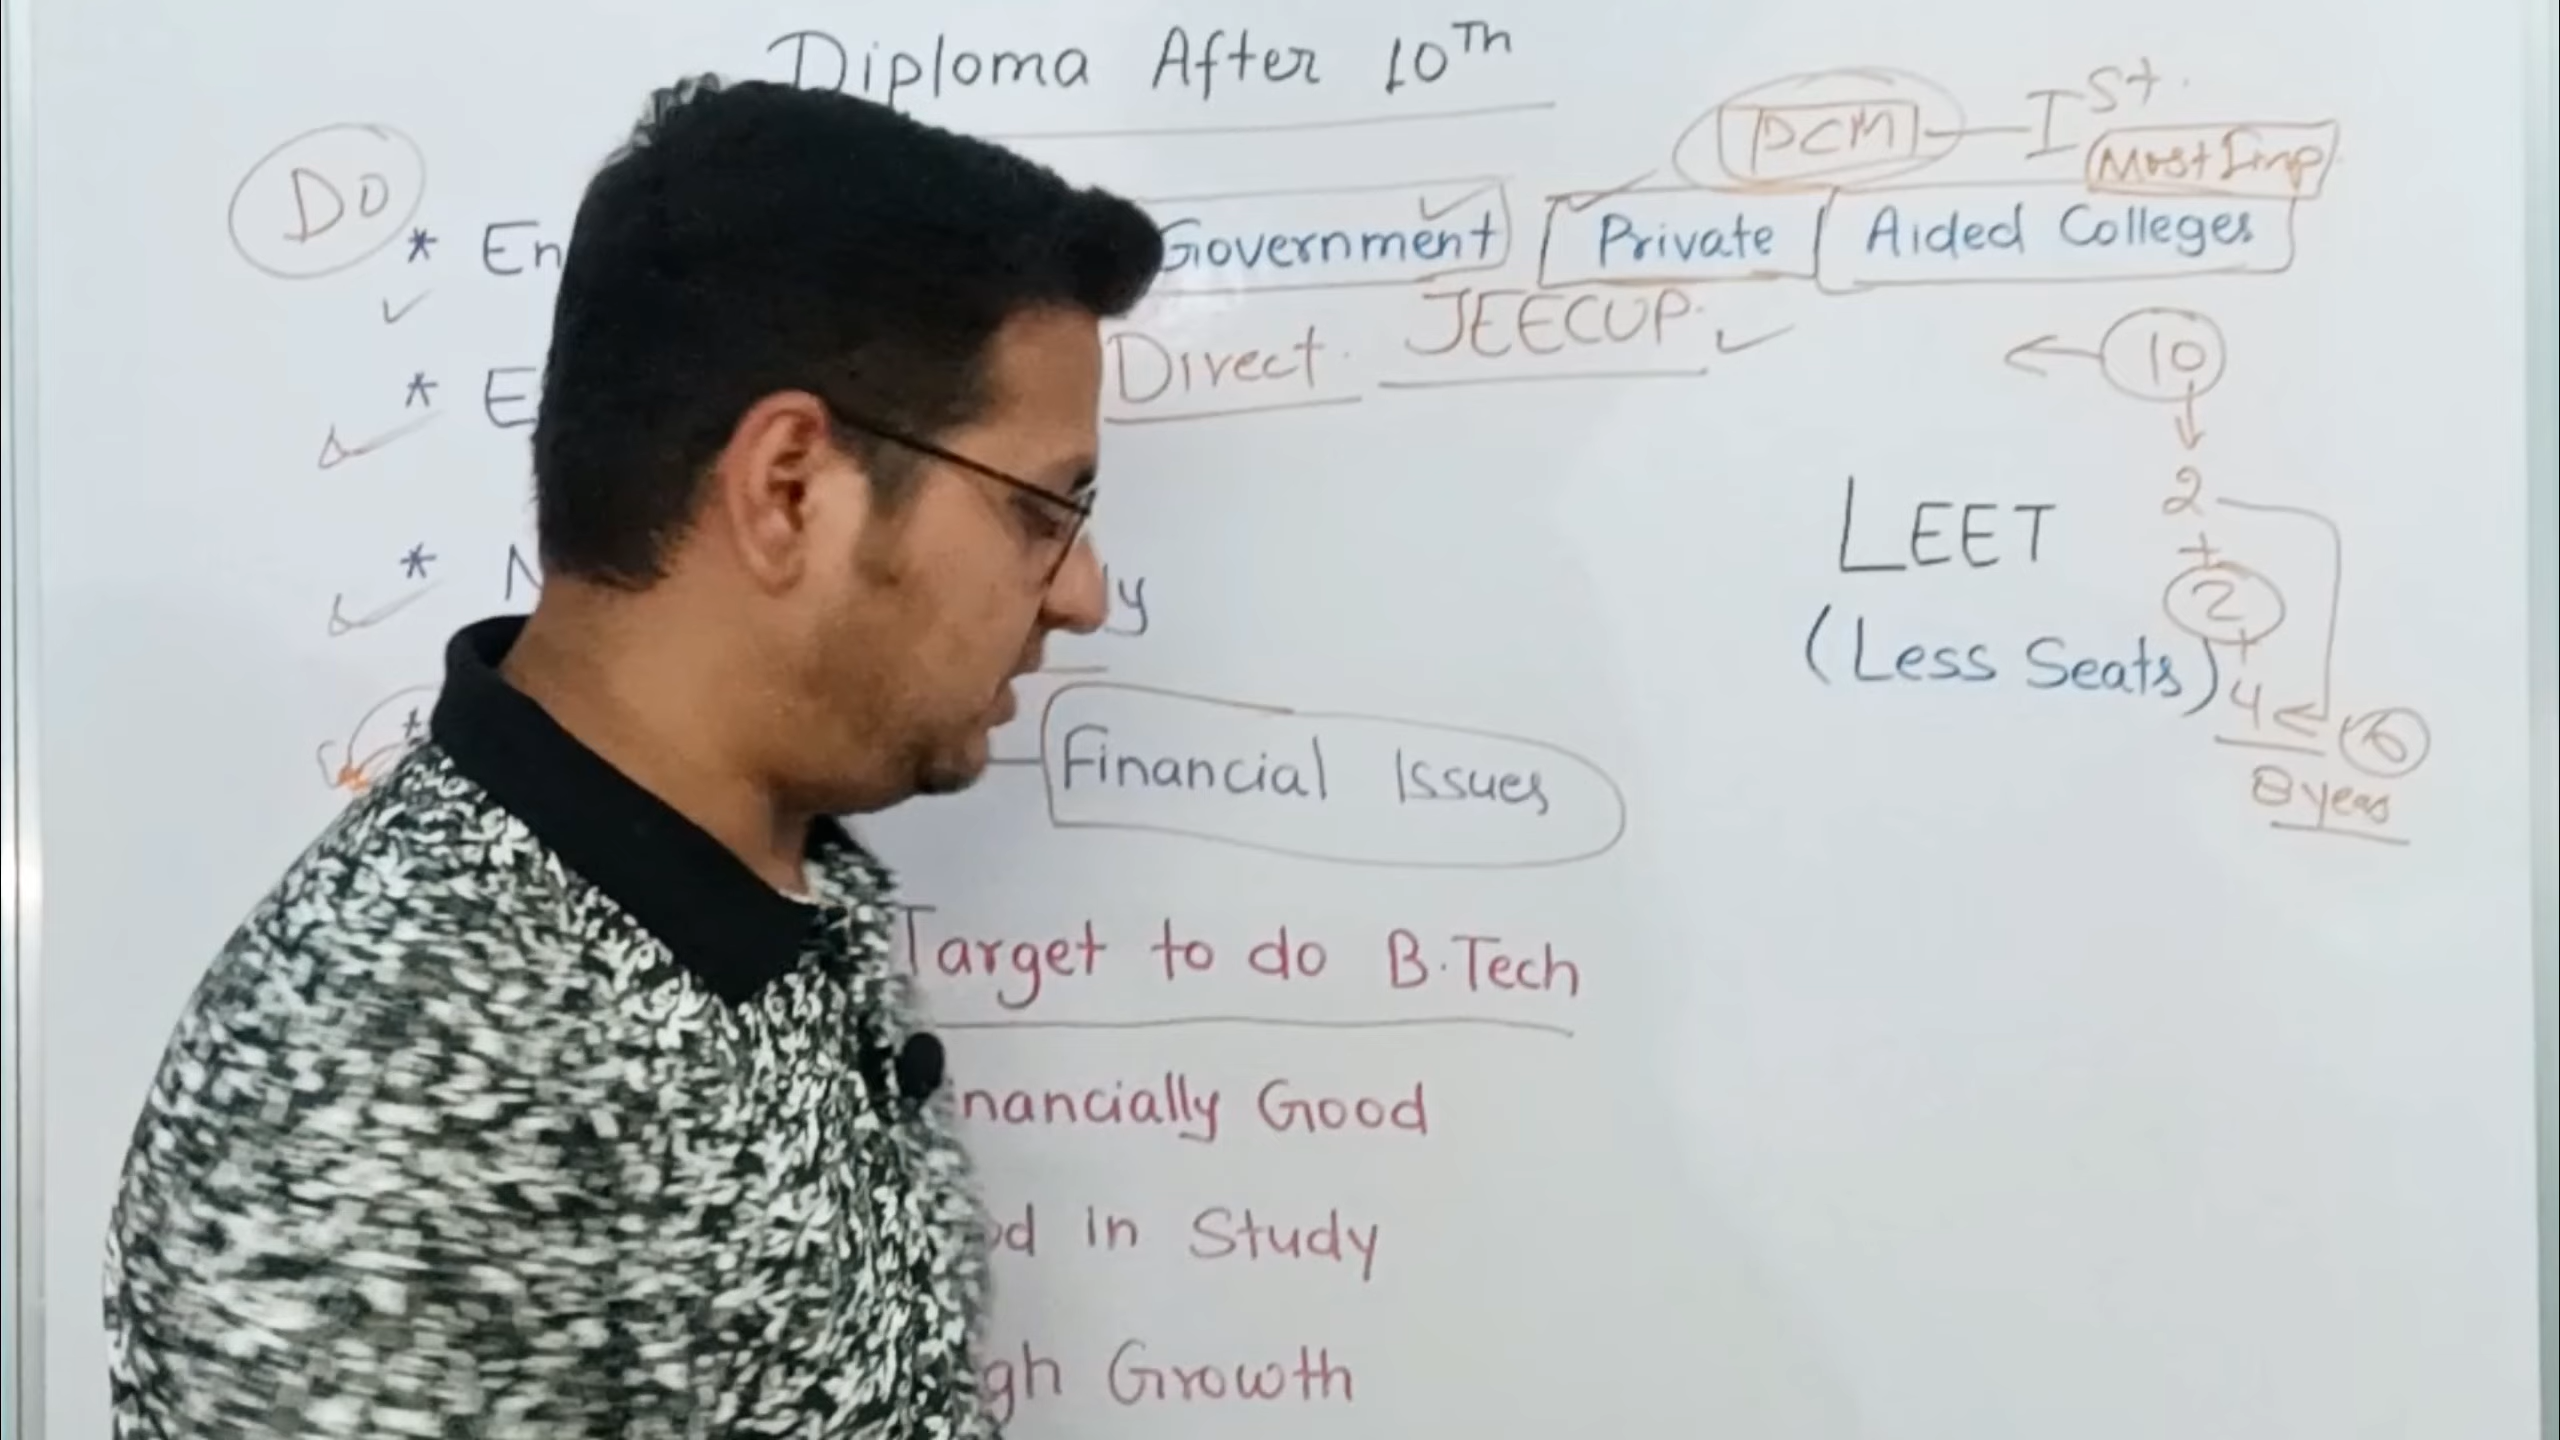 Diploma After 10Th
PCM - Ist.
Most Imp
Do
* En Government Private Aided Colleges
Direct. JEECUP.
10
* E
2
LEET
+
2
* N y
+
(Less Seats)
4 6
8 years
* Financial Issues
Target to do B.Tech
nancially Good
d in Study
gh Growth